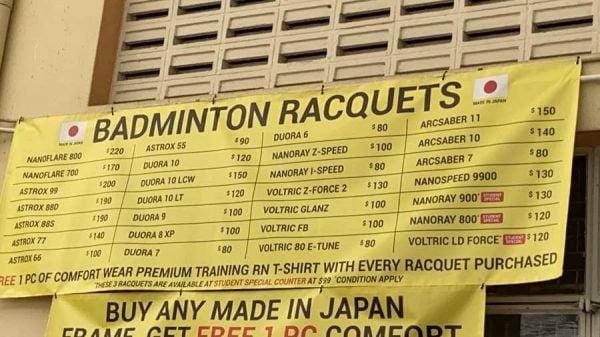 MADE IN JAPAN
BADMINTON RACQUETS
MADE IN JAPAN
NANOFLARE 800 $220
NANOFLARE 700 $170
ASTROX 99 $200
ASTROX 88D $190
ASTROX 88S $190
ASTROX 77 $140
ASTROX 66 $100
ASTROX 55 $90
DUORA 10 $120
DUORA 10 LCW $150
DUORA 10 LT $120
DUORA 9 $100
DUORA 8 XP $100
DUORA 7 $80
DUORA 6 $80
NANORAY Z-SPEED $100
NANORAY I-SPEED $80
VOLTRIC Z-FORCE 2 $130
VOLTRIC GLANZ $100
VOLTRIC FB $100
VOLTRIC 80 E-TUNE $80
ARCSABER 11 $150
ARCSABER 10 $140
ARCSABER 7 $80
NANOSPEED 9900 $130
NANORAY 900* STUDENT SPECIAL $130
NANORAY 800* STUDENT SPECIAL $120
VOLTRIC LD FORCE* STUDENT SPECIAL $120
FREE 1 PC OF COMFORT WEAR PREMIUM TRAINING RN T-SHIRT WITH EVERY RACQUET PURCHASED
*THESE 3 RACQUETS ARE AVAILABLE AT STUDENT SPECIAL COUNTER AT $99 *CONDITION APPLY
BUY ANY MADE IN JAPAN
FRAME, GET FREE 1 PC COMFORT